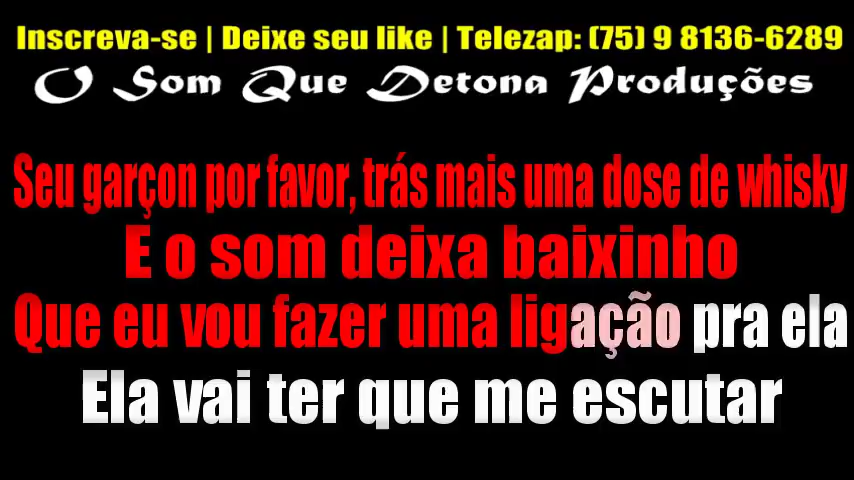 Inscreva-se | Deixe seu like | Telezap: (75) 9 8136-6289
O Som Que Detona Produções
Seu garçon por favor, trás mais uma dose de whisky
E o som deixa baixinho
Que eu vou fazer uma ligação pra ela
Ela vai ter que me escutar